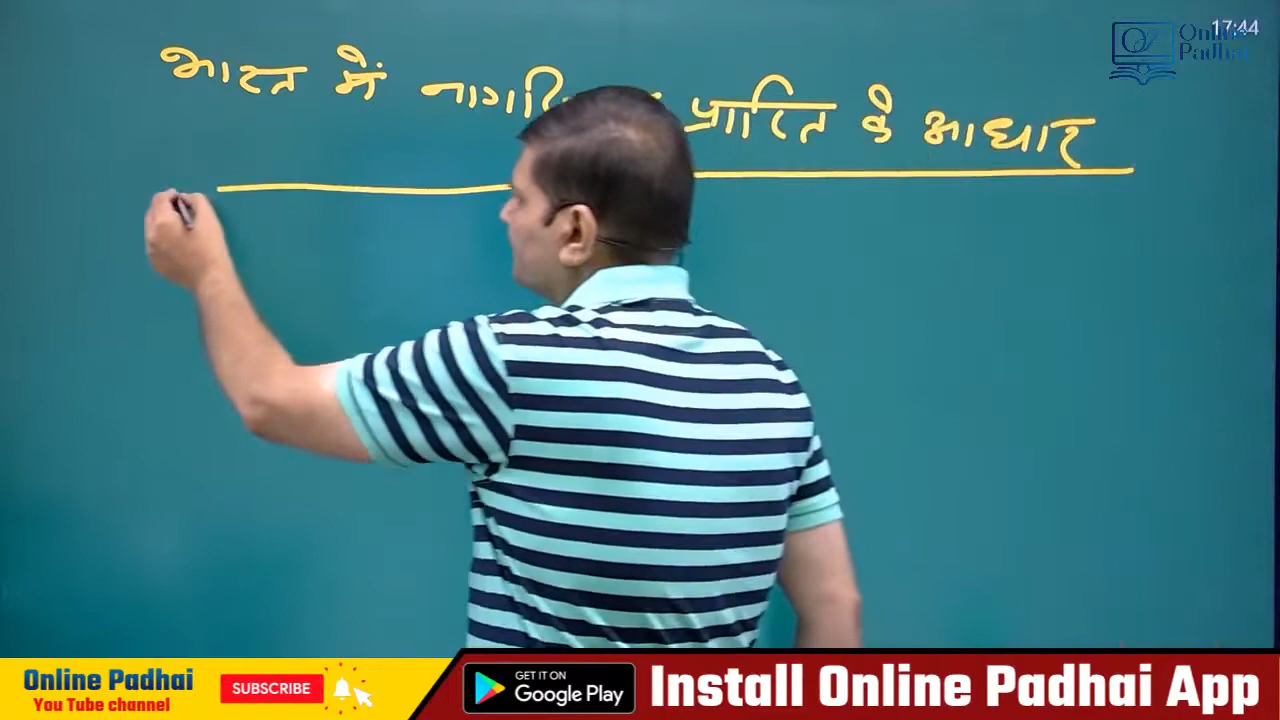 17:44
Online
Padhai
भारत में प्राप्ति के आधार
Online Padhai
You Tube channel
SUBSCRIBE
GET IT ON
Google Play
Install Online Padhai App